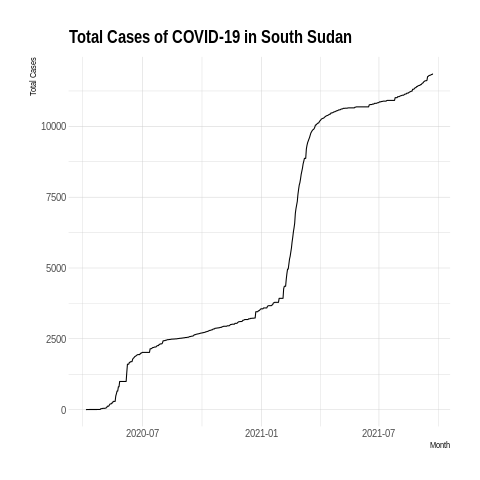 Total Cases of COVID-19 in South Sudan
Total Cases
10000
7500
5000
2500
0
2020-07
2021-01
2021-07
Month